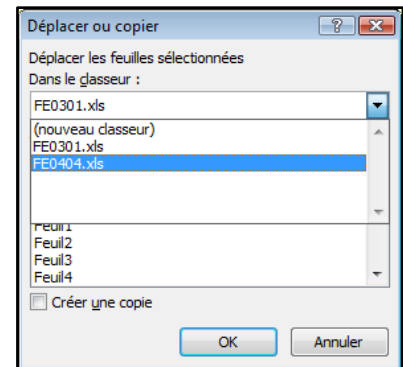 Déplacer ou copier
Déplacer les feuilles sélectionnées
Dans le classeur :
FE0301.xls
(nouveau classeur)
FE0301.xls
FE0404.xls
Feuil1
Feuil2
Feuil3
Feuil4
Créer une copie
OK
Annuler